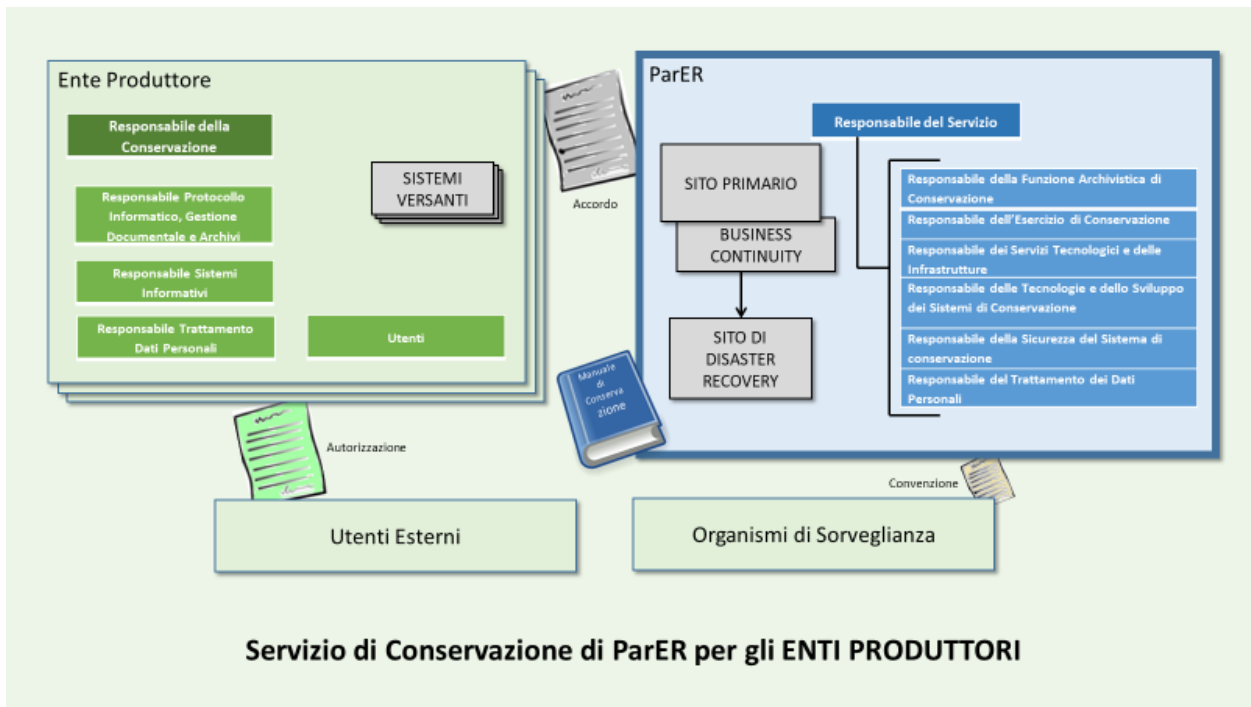 Ente Produttore
Responsabile della
Conservazione
Responsabile Protocollo
Informatico, Gestione
Documentale e Archivi
Responsabile Sistemi
Informativi
Responsabile Trattamento
Dati Personali
SISTEMI
VERSANTI
Utenti
Accordo
ParER
Responsabile del Servizio
SITO PRIMARIO
BUSINESS
CONTINUITY
SITO DI
DISASTER
RECOVERY
Responsabile della Funzione Archivistica di
Conservazione
Responsabile dell'Esercizio di Conservazione
Responsabile dei Servizi Tecnologici e delle
Infrastrutture
Responsabile delle Tecnologie e dello Sviluppo
dei Sistemi di Conservazione
Responsabile della Sicurezza del Sistema di
conservazione
Responsabile del Trattamento dei Dati
Personali
Manuale
di
Conserva
zione
Autorizzazione
Convenzione
Utenti Esterni
Organismi di Sorveglianza
Servizio di Conservazione di ParER per gli ENTI PRODUTTORI